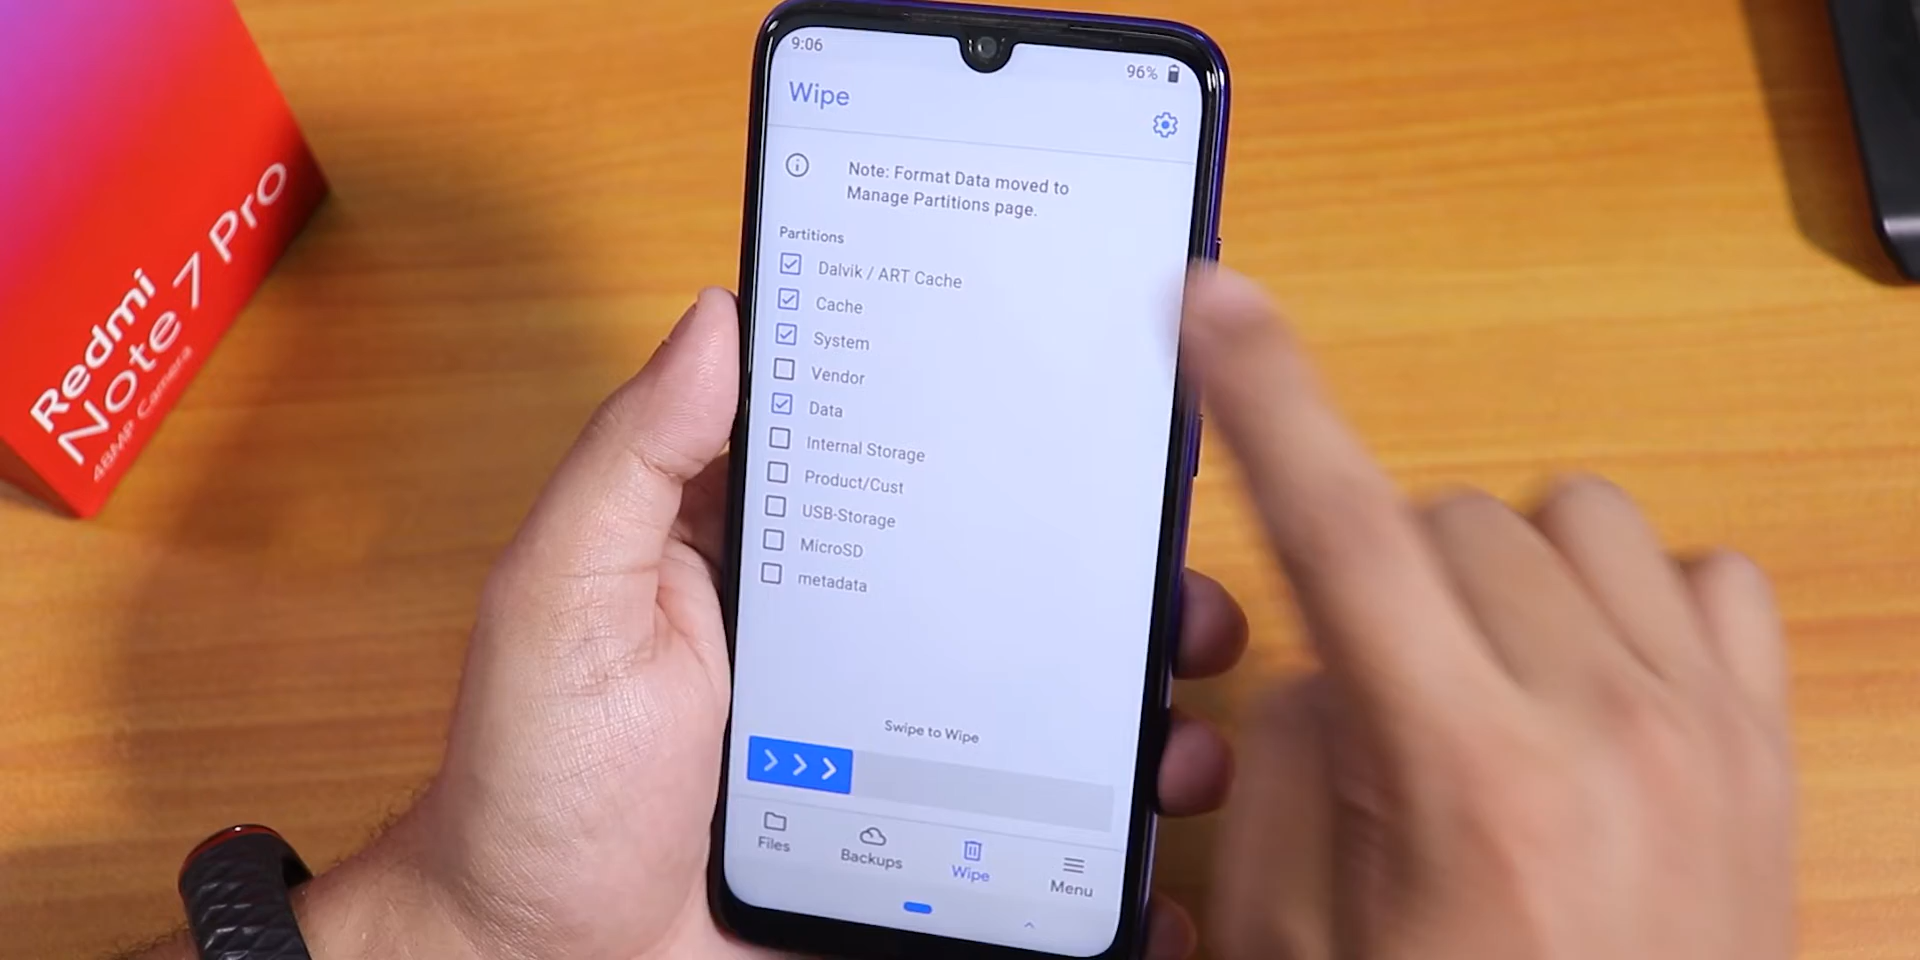 Redmi
Note 7 Pro
48MP Camera
9:06
96%
Wipe
Note: Format Data moved to
Manage Partitions page.
Partitions
Dalvik / ART Cache
Cache
System
Vendor
Data
Internal Storage
Product/Cust
USB-Storage
MicroSD
metadata
Swipe to Wipe
Files
Backups
Wipe
Menu